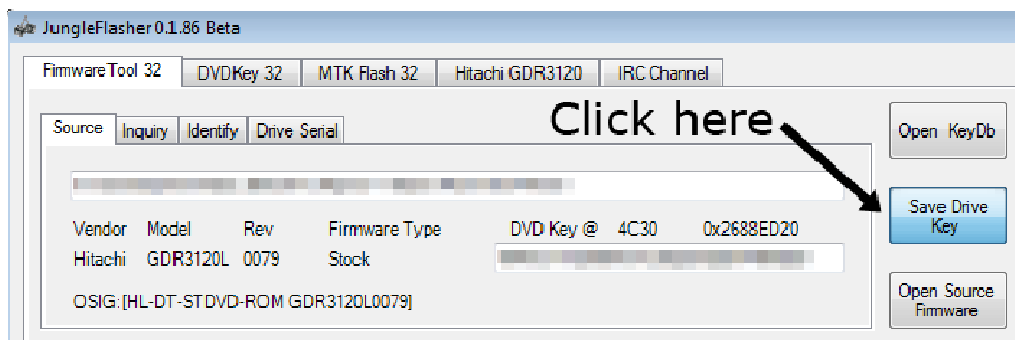 JungleFlasher 0.1.86 Beta
FirmwareTool 32 DVDKey 32 MTK Flash 32 Hitachi GDR3120 IRC Channel
Click here
Source Inquiry Identify Drive Serial
Open KeyDb
Save Drive
Key
Vendor Model Rev Firmware Type DVD Key @ 4C30 0x2688ED20
Hitachi GDR3120L 0079 Stock
OSIG:[HL-DT-STDVD-ROM GDR3120L0079]
Open Source
Firmware